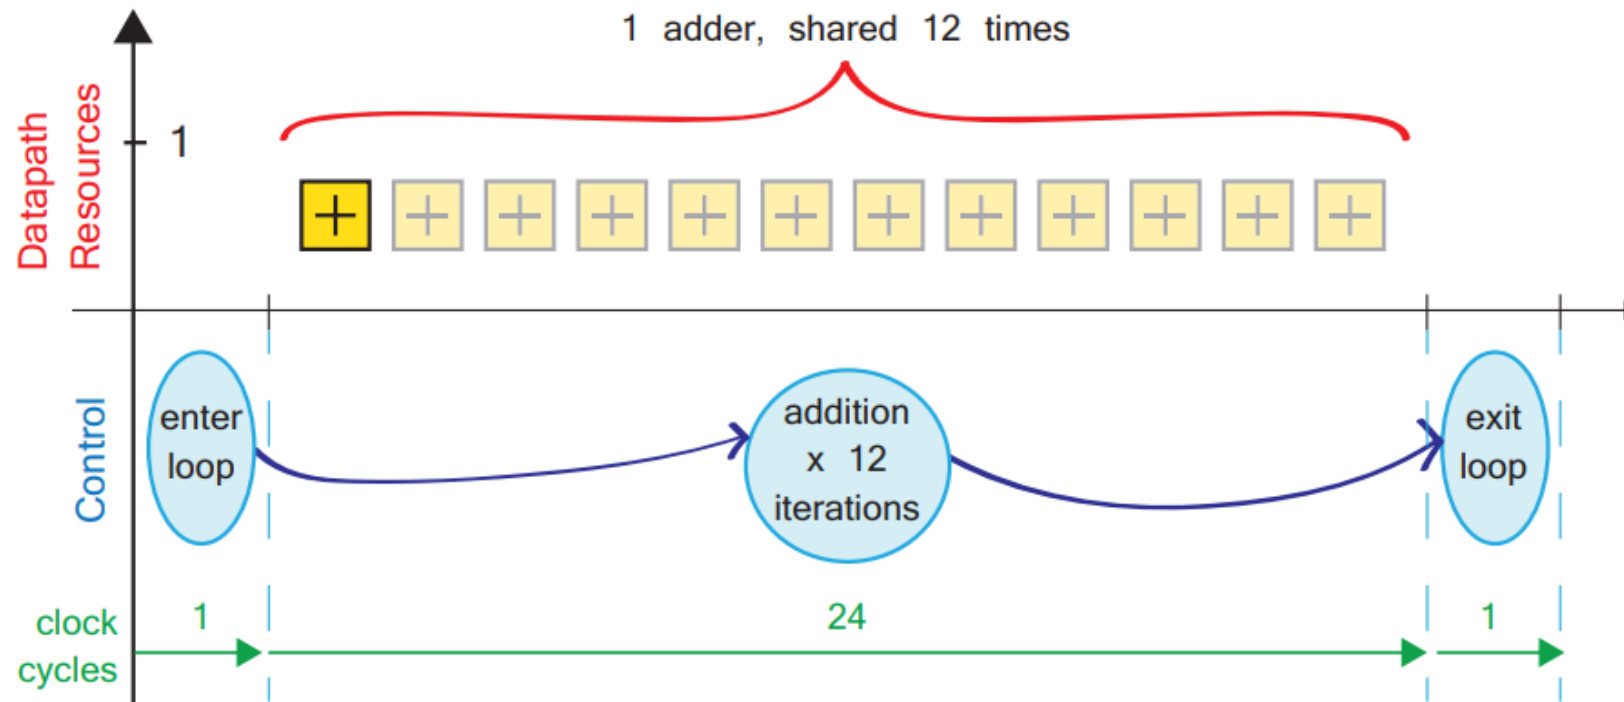 1 adder, shared 12 times
Datapath
Resources
1
Control
enter
loop
addition
x 12
iterations
exit
loop
clock
cycles
1
24
1